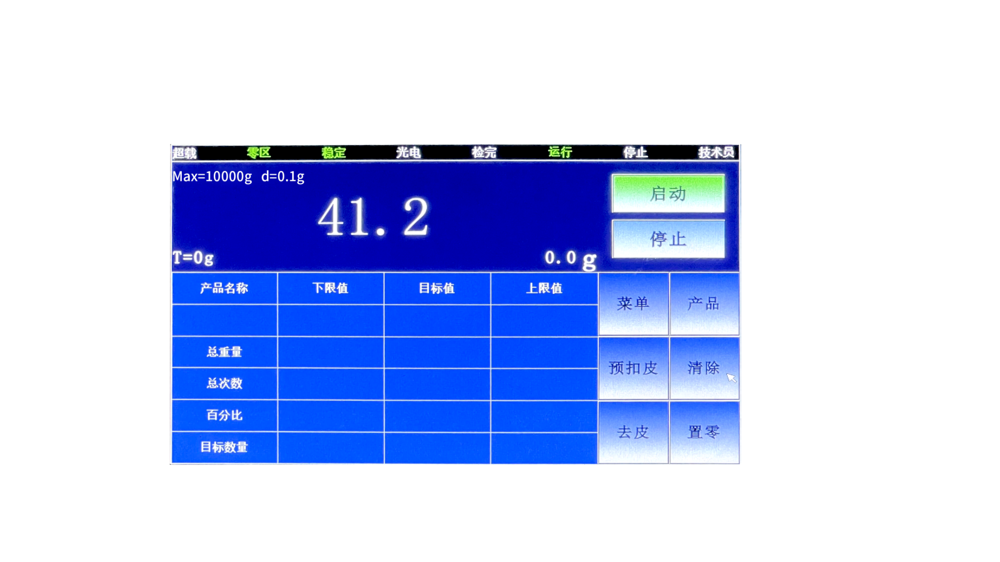 超载 零区 稳定 光电 检完 运行 停止 技术员
Max=10000g d=0.1g
启动
41.2
停止
T=0g 0.0 g
产品名称 下限值 目标值 上限值
菜单 产品
总重量
预扣皮 清除
总次数
百分比
去皮 置零
目标数量